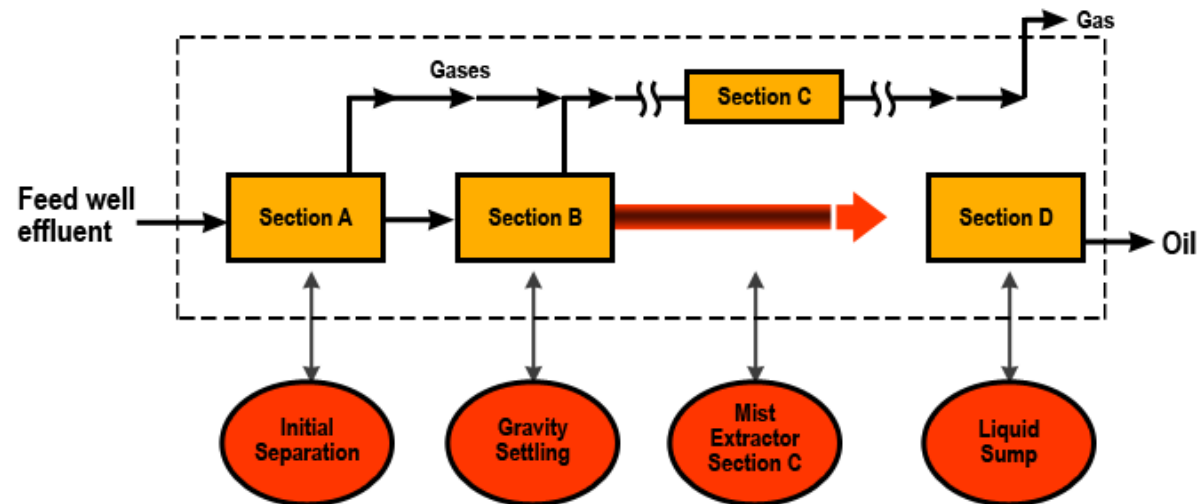 Gas
Gases
Section C
Feed well
effluent
Section A
Section B
Section D
Oil
Initial
Separation
Gravity
Settling
Mist
Extractor
Section C
Liquid
Sump